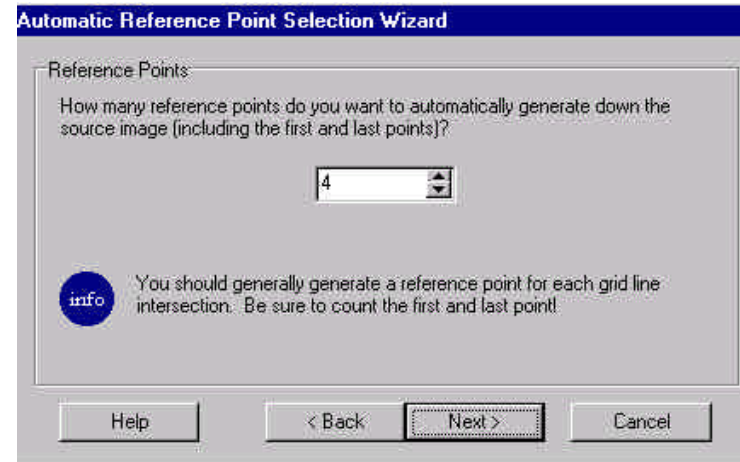 Automatic Reference Point Selection Wizard
Reference Points
How many reference points do you want to automatically generate down the
source image (including the first and last points)?
4
info
You should generally generate a reference point for each grid line
intersection. Be sure to count the first and last point!
Help
< Back
Next >
Cancel